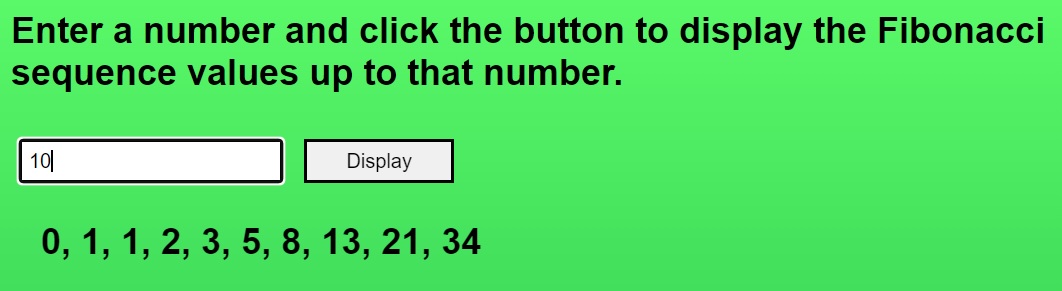 Enter a number and click the button to display the Fibonacci
sequence values up to that number.
10 Display
0, 1, 1, 2, 3, 5, 8, 13, 21, 34